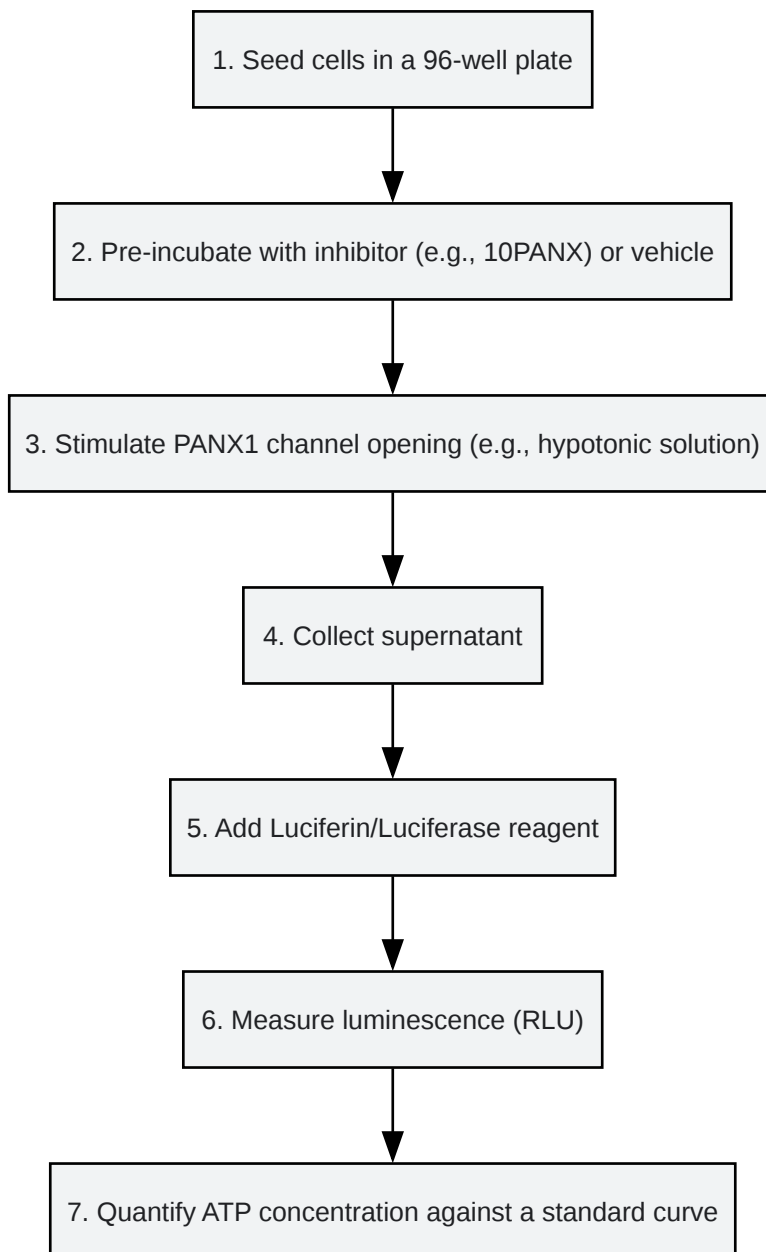 1. Seed cells in a 96-well plate
2. Pre-incubate with inhibitor (e.g., 10PANX) or vehicle
3. Stimulate PANX1 channel opening (e.g., hypotonic solution)
4. Collect supernatant
5. Add Luciferin/Luciferase reagent
6. Measure luminescence (RLU)
7. Quantify ATP concentration against a standard curve